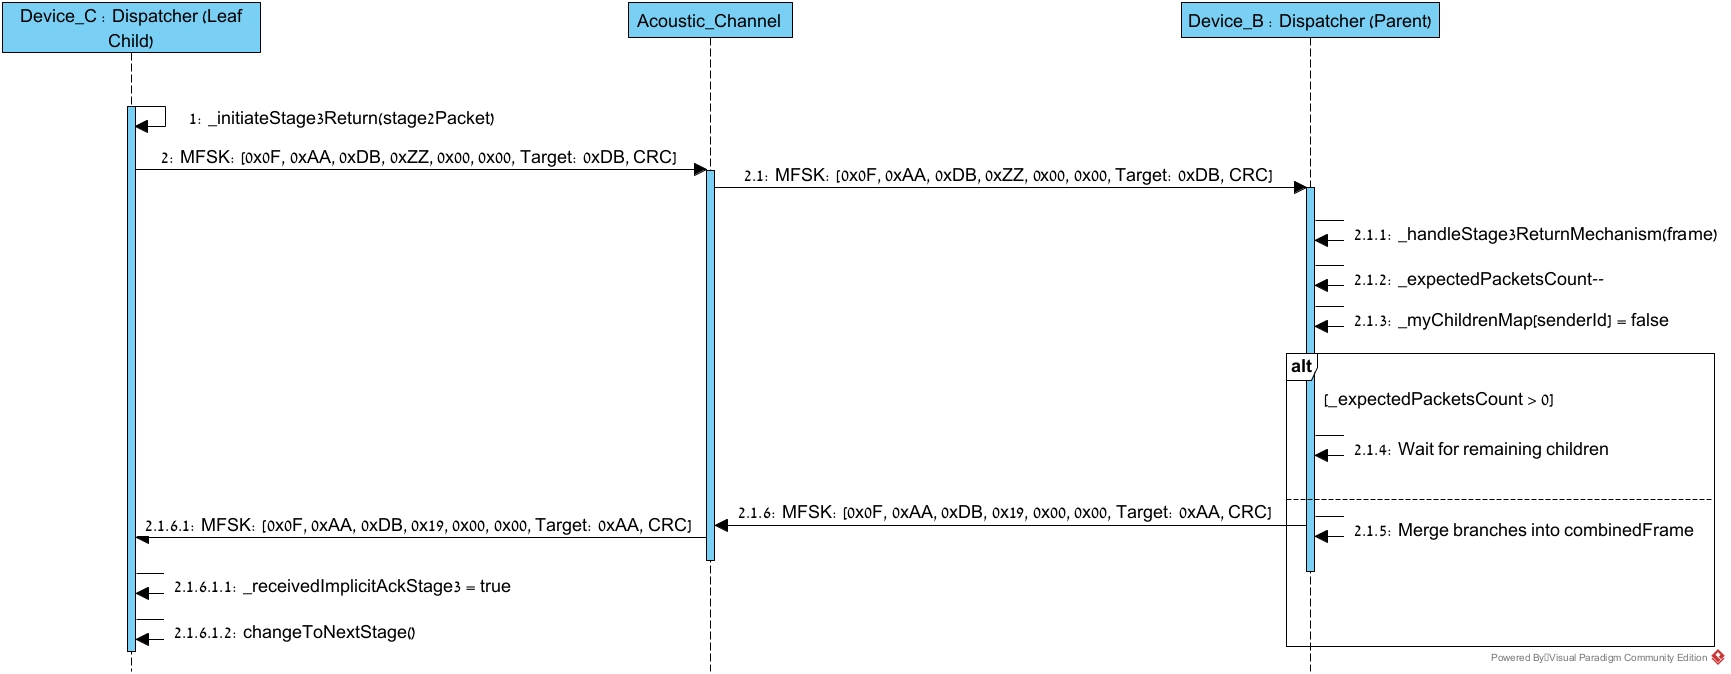 Device_C : Dispatcher (Leaf
Child)
Acoustic_Channel
Device_B : Dispatcher (Parent)
1: _initiateStage3Return(stage2Packet)
2: MFSK: [0x0F, 0xAA, 0xDB, 0xZZ, 0x00, 0x00, Target: 0xDB, CRC]
2.1: MFSK: [0x0F, 0xAA, 0xDB, 0xZZ, 0x00, 0x00, Target: 0xDB, CRC]
2.1.1: _handleStage3ReturnMechanism(frame)
2.1.2: _expectedPacketsCount--
2.1.3: _myChildrenMap[senderId] = false
alt
[_expectedPacketsCount > 0]
2.1.4: Wait for remaining children
2.1.6: MFSK: [0x0F, 0xAA, 0xDB, 0x19, 0x00, 0x00, Target: 0xAA, CRC]
2.1.5: Merge branches into combinedFrame
2.1.6.1: MFSK: [0x0F, 0xAA, 0xDB, 0x19, 0x00, 0x00, Target: 0xAA, CRC]
2.1.6.1.1: _receivedImplicitAckStage3 = true
2.1.6.1.2: changeToNextStage()
Powered By Visual Paradigm Community Edition